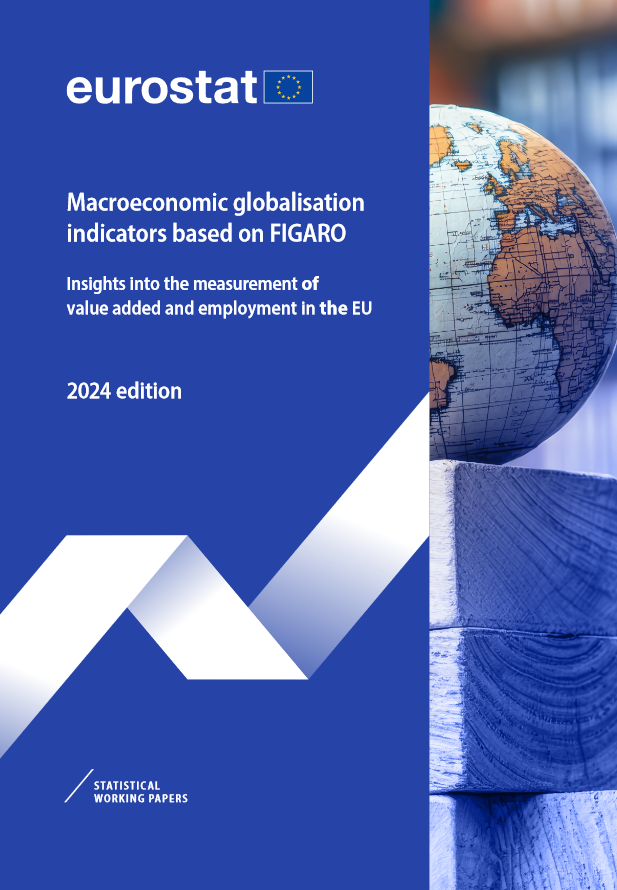 eurostat
Macroeconomic globalisation
indicators based on FIGARO
Insights into the measurement of
value added and employment in the EU
2024 edition
STATISTICAL
WORKING PAPERS